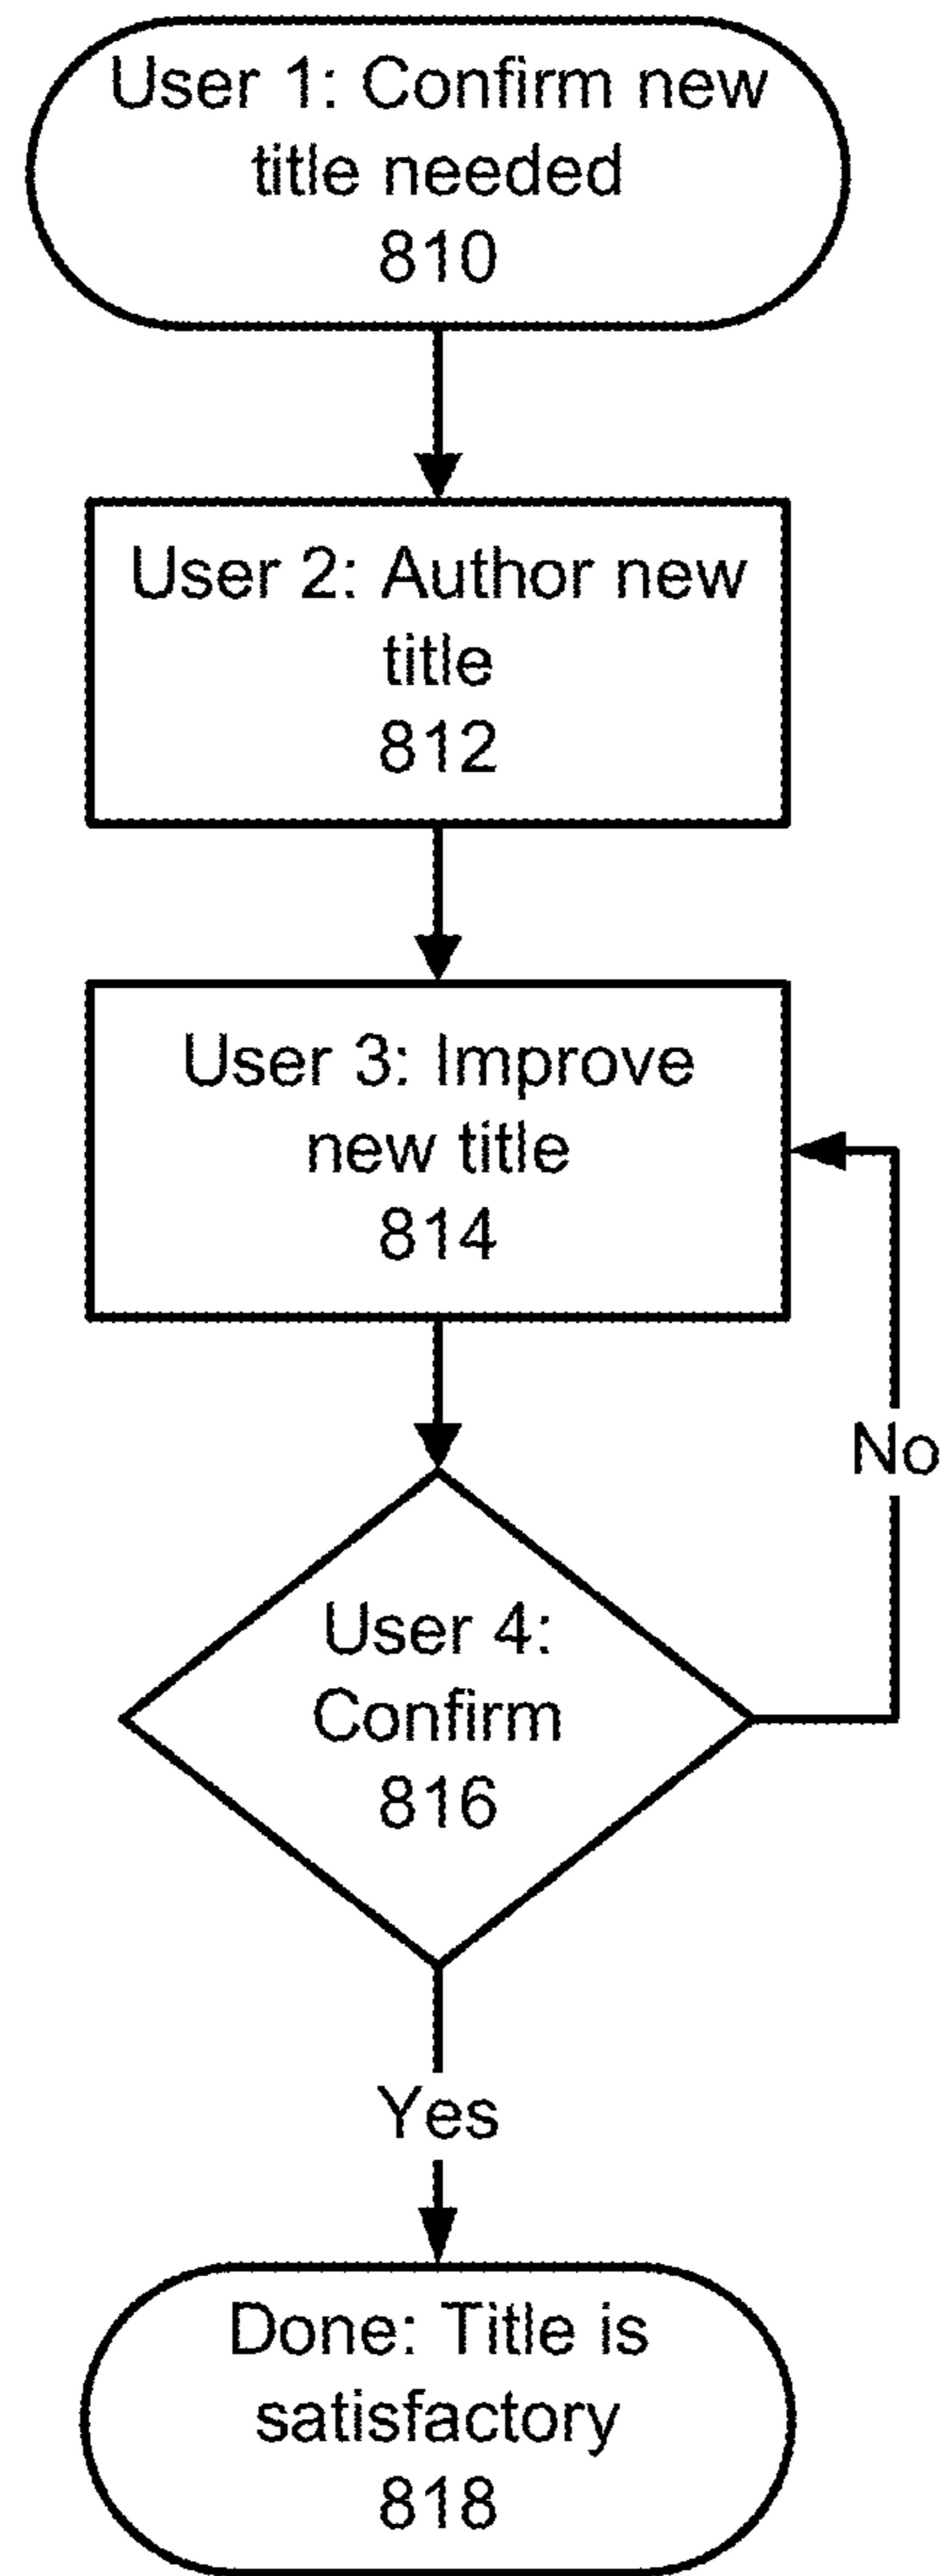 User 1: Confirm new
title needed
810
User 2: Author new
title
812
User 3: Improve
new title
814
No
User 4:
Confirm
816
Yes
Done: Title is
satisfactory
818